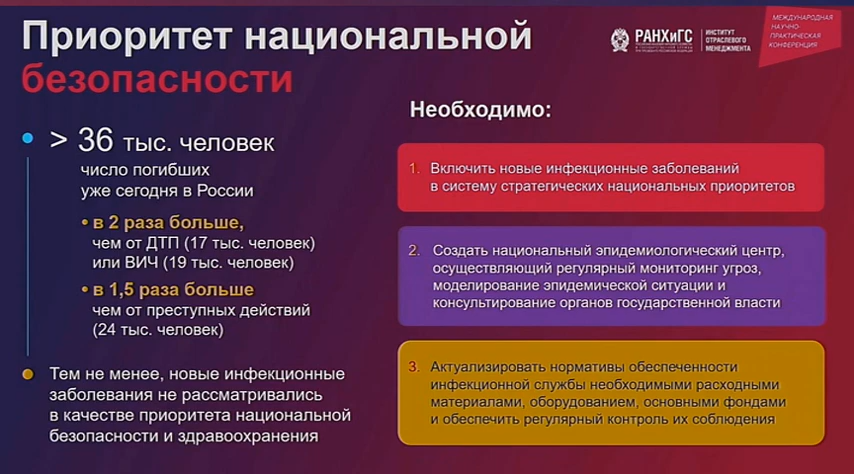 Приоритет национальной
безопасности
РАНХиГС
ИНСТИТУТ
ОТРАСЛЕВОГО
МЕНЕДЖМЕНТА
МЕЖДУНАРОДНАЯ
НАУЧНО-
ПРАКТИЧЕСКАЯ
КОНФЕРЕНЦИЯ
> 36 тыс. человек
число погибших
уже сегодня в России
• в 2 раза больше,
чем от ДТП (17 тыс. человек)
или ВИЧ (19 тыс. человек)
• в 1,5 раза больше
чем от преступных действий
(24 тыс. человек)
Тем не менее, новые инфекционные
заболевания не рассматривались
в качестве приоритета национальной
безопасности и здравоохранения
Необходимо:
1. Включить новые инфекционные заболеваний
в систему стратегических национальных приоритетов
2. Создать национальный эпидемиологический центр,
осуществляющий регулярный мониторинг угроз,
моделирование эпидемической ситуации и
консультирование органов государственной власти
3. Актуализировать нормативы обеспеченности
инфекционной службы необходимыми расходными
материалами, оборудованием, основными фондами
и обеспечить регулярный контроль их соблюдения